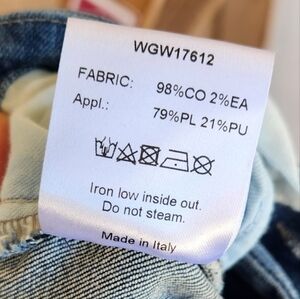 WGW17612
FABRIC: 98%CO 2%EA
Appl.: 79%PL 21%PU
Iron low inside out.
Do not steam.
Made in Italy